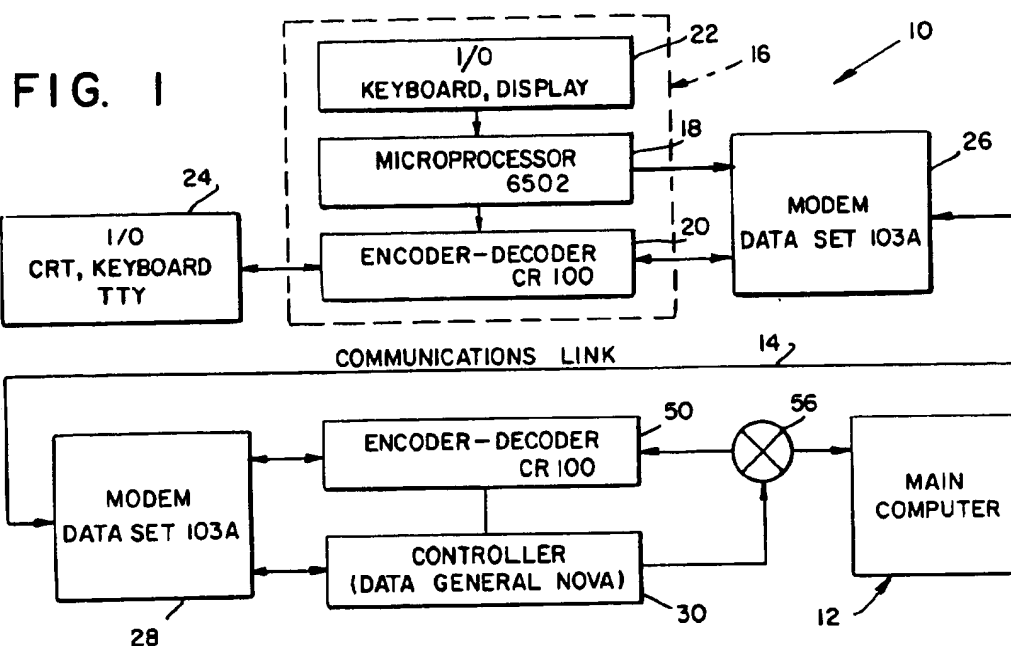 FIG. 1
I/O
KEYBOARD, DISPLAY
22
16
10
MICROPROCESSOR
6502
18
26
MODEM
DATA SET 103A
24
I/O
CRT, KEYBOARD
TTY
20
ENCODER-DECODER
CR 100
COMMUNICATIONS LINK
14
50
56
ENCODER-DECODER
CR 100
MODEM
DATA SET 103A
MAIN
COMPUTER
CONTROLLER
(DATA GENERAL NOVA)
28
30
12